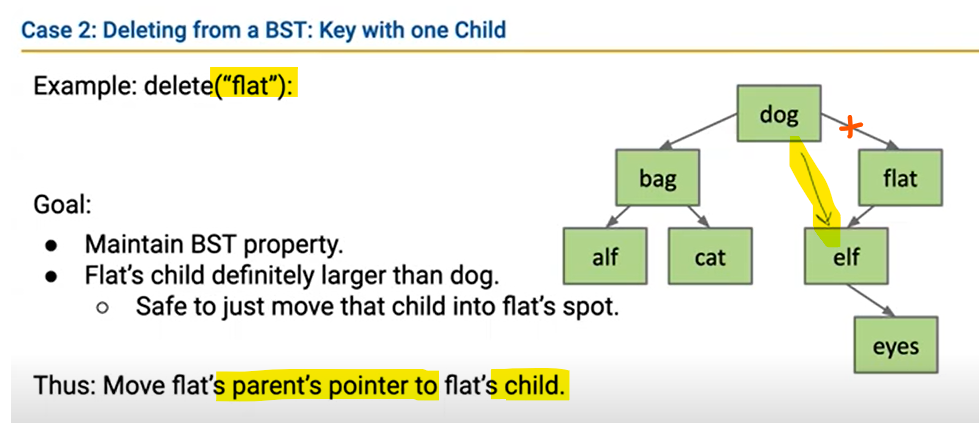 Case 2: Deleting from a BST: Key with one Child
Example: delete(“flat”):
Goal:
● Maintain BST property.
● Flat’s child definitely larger than dog.
○ Safe to just move that child into flat’s spot.
Thus: Move flat’s parent’s pointer to flat’s child.
dog
bag
flat
alf
cat
elf
eyes